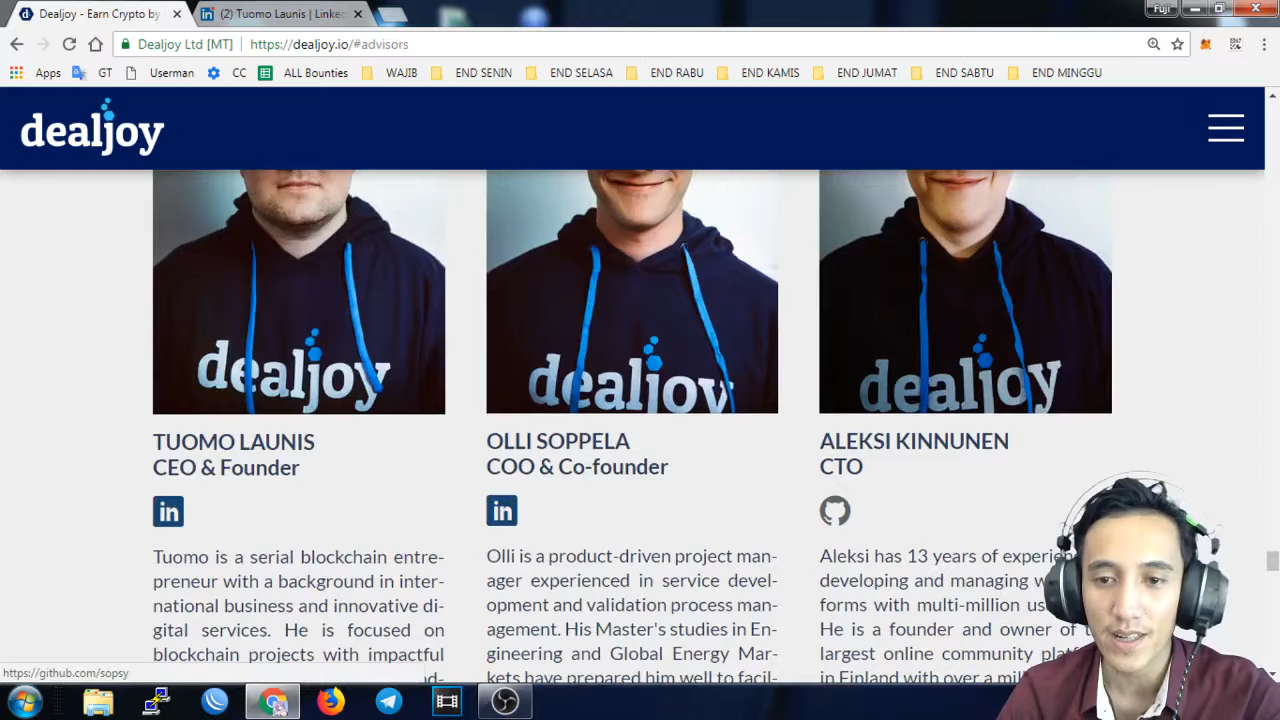 Dealjoy - Earn Crypto by
(2) Tuomo Launis | Linke
Fuji
Dealjoy Ltd [MT]
https://dealjoy.io/#advisors
Apps
GT
Userman
CC
ALL Bounties
WAJIB
END SENIN
END SELASA
END RABU
END KAMIS
END JUMAT
END SABTU
END MINGGU
dealjoy
dealjoy
dealjoy
dealjoy
TUOMO LAUNIS
CEO & Founder
in
Tuomo is a serial blockchain entre-
preneur with a background in inter-
national business and innovative di-
gital services. He is focused on
blockchain projects with impactful
OLLI SOPPELA
COO & Co-founder
in
Olli is a product-driven project man-
ager experienced in service devel-
opment and validation process man-
agement. His Master's studies in En-
gineering and Global Energy Mar-
kets have prepared him well to facil-
ALEKSI KINNUNEN
CTO
Aleksi has 13 years of
developing and managing
forms with multi-million
He is a founder and owner of
largest online community
in Finland with over a
https://github.com/sopsy